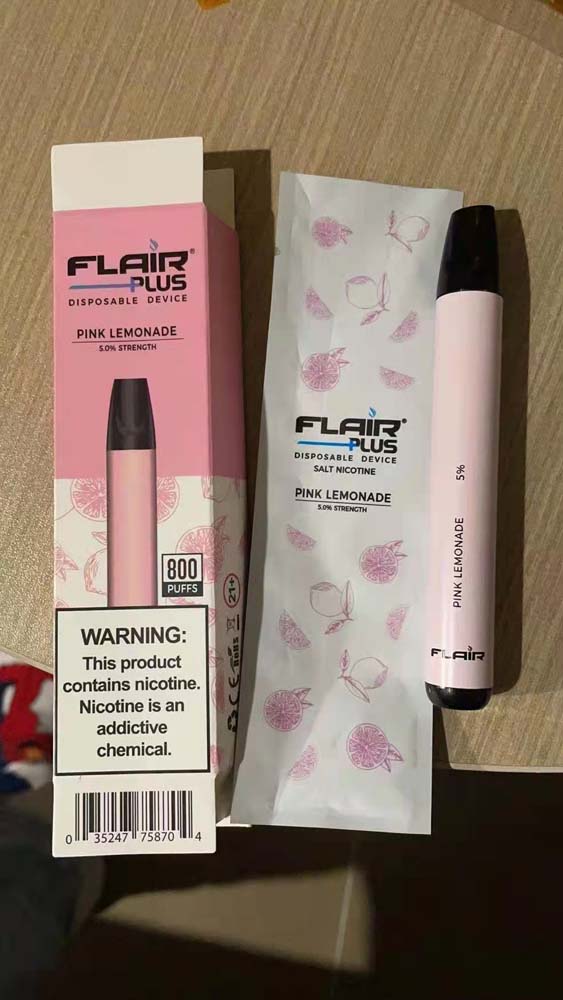 FLAIR®
PLUS
DISPOSABLE DEVICE
PINK LEMONADE
5.0% STRENGTH
800
PUFFS
21+
RoHS
CE
WARNING:
This product
contains nicotine.
Nicotine is an
addictive
chemical.
0 35247 75870 4
FLAIR®
PLUS
DISPOSABLE DEVICE
SALT NICOTINE
PINK LEMONADE
5.0% STRENGTH
PINK LEMONADE 5%
FLAIR